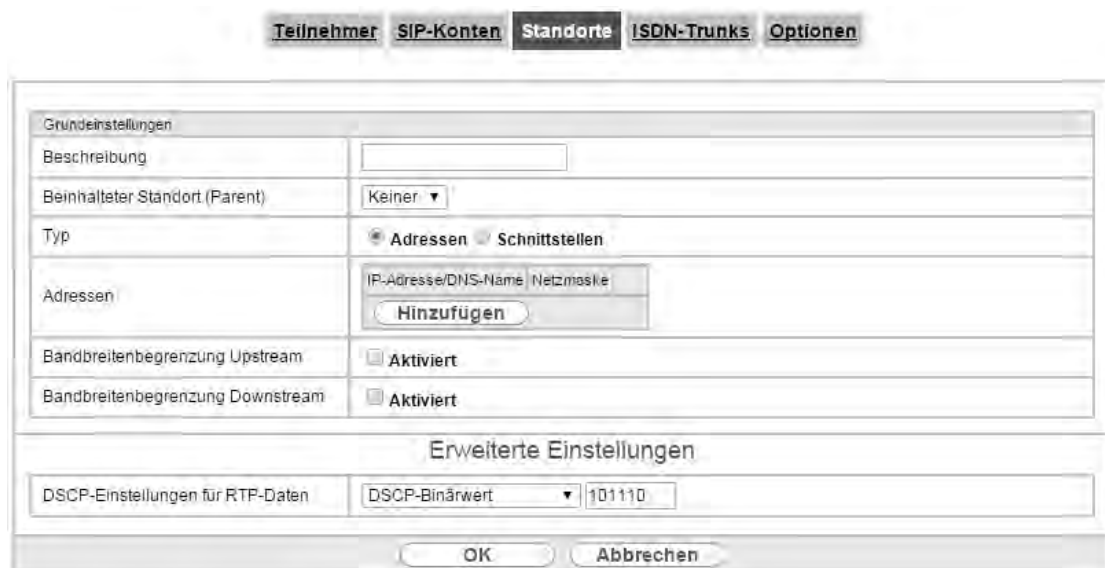 Teilnehmer SIP-Konten Standorte ISDN-Trunks Optionen
Grundeinstellungen
Beschreibung
Beinhalteter Standort (Parent) Keiner
Typ Adressen Schnittstellen
Adressen IP-Adresse/DNS-Name Netzmaske
Hinzufügen
Bandbreitenbegrenzung Upstream Aktiviert
Bandbreitenbegrenzung Downstream Aktiviert
Erweiterte Einstellungen
DSCP-Einstellungen für RTP-Daten DSCP-Binärwert 101110
OK Abbrechen